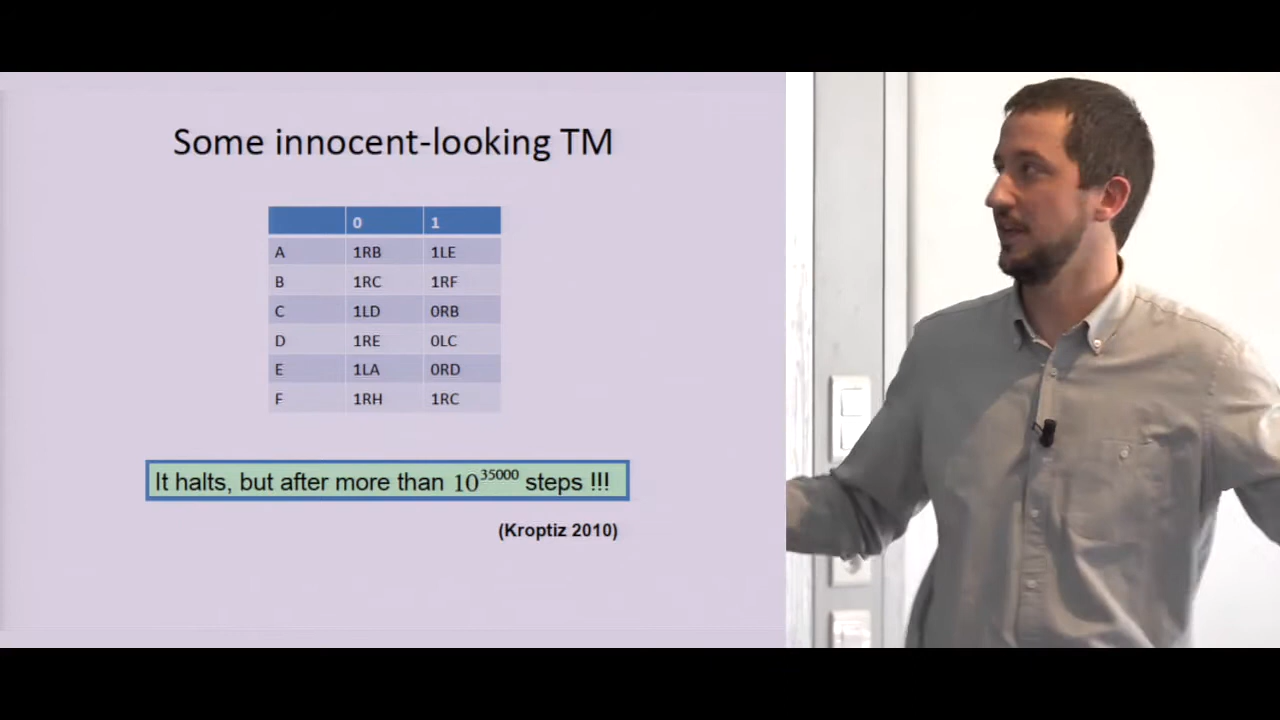 Some innocent-looking TM
0 1
A 1RB 1LE
B 1RC 1RF
C 1LD 0RB
D 1RE 0LC
E 1LA 0RD
F 1RH 1RC
It halts, but after more than 10^35000 steps !!!
(Kroptiz 2010)